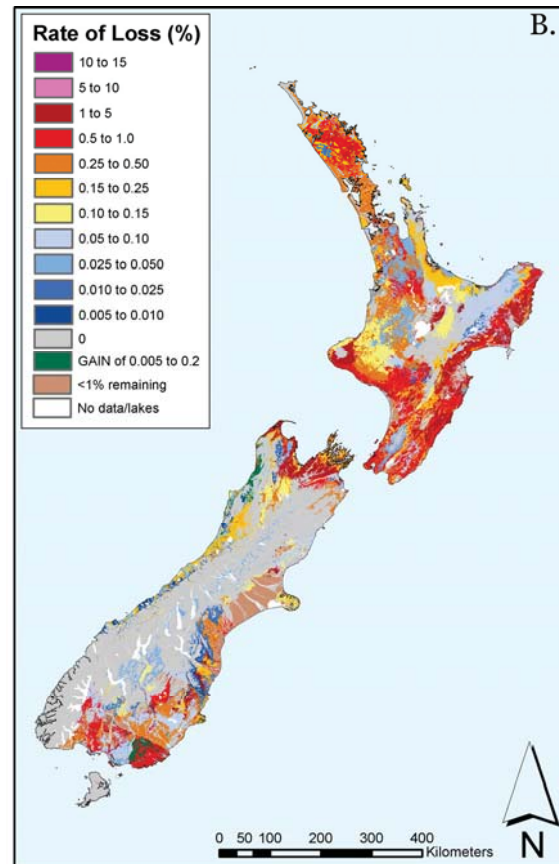 B.
Rate of Loss (%)
10 to 15
5 to 10
1 to 5
0.5 to 1.0
0.25 to 0.50
0.15 to 0.25
0.10 to 0.15
0.05 to 0.10
0.025 to 0.050
0.010 to 0.025
0.005 to 0.010
0
GAIN of 0.005 to 0.2
<1% remaining
No data/lakes
0 50 100 200 300 400
Kilometers
N